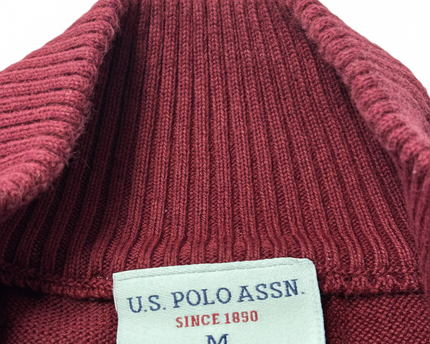 U.S. POLO ASSN.
SINCE 1890
M